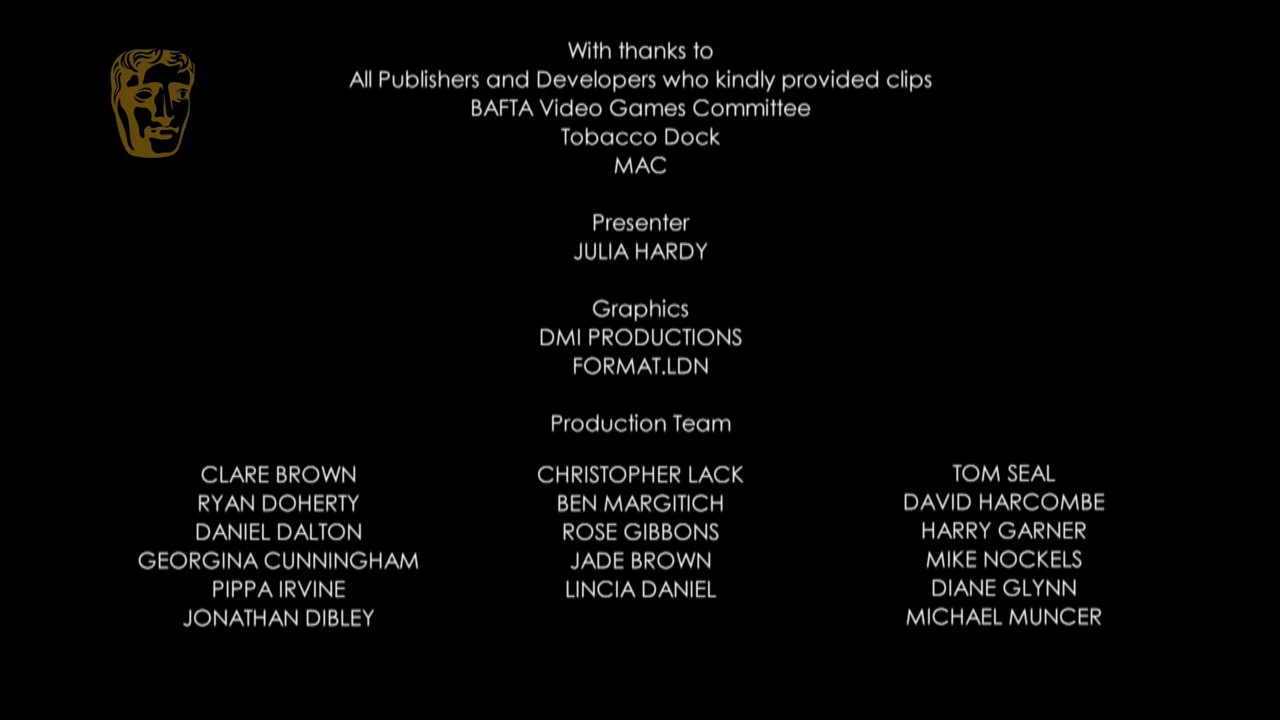 With thanks to
All Publishers and Developers who kindly provided clips
BAFTA Video Games Committee
Tobacco Dock
MAC
Presenter
JULIA HARDY
Graphics
DMI PRODUCTIONS
FORMAT.LDN
Production Team
CLARE BROWN
RYAN DOHERTY
DANIEL DALTON
GEORGINA CUNNINGHAM
PIPPA IRVINE
JONATHAN DIBLEY
CHRISTOPHER LACK
BEN MARGITICH
ROSE GIBBONS
JADE BROWN
LINCIA DANIEL
TOM SEAL
DAVID HARCOMBE
HARRY GARNER
MIKE NOCKELS
DIANE GLYNN
MICHAEL MUNCER